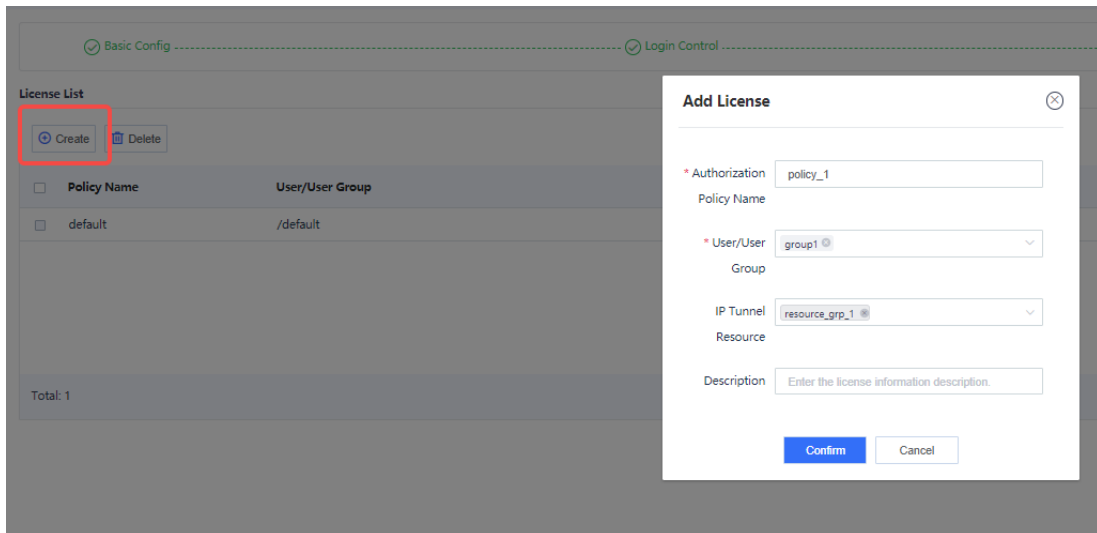 Basic Config
Login Control
License List
Create
Delete
Policy Name
User/User Group
default
/default
Total: 1
Add License
* Authorization
Policy Name
policy_1
* User/User
Group
group1
IP Tunnel
Resource
resource_grp_1
Description
Enter the license information description.
Confirm
Cancel